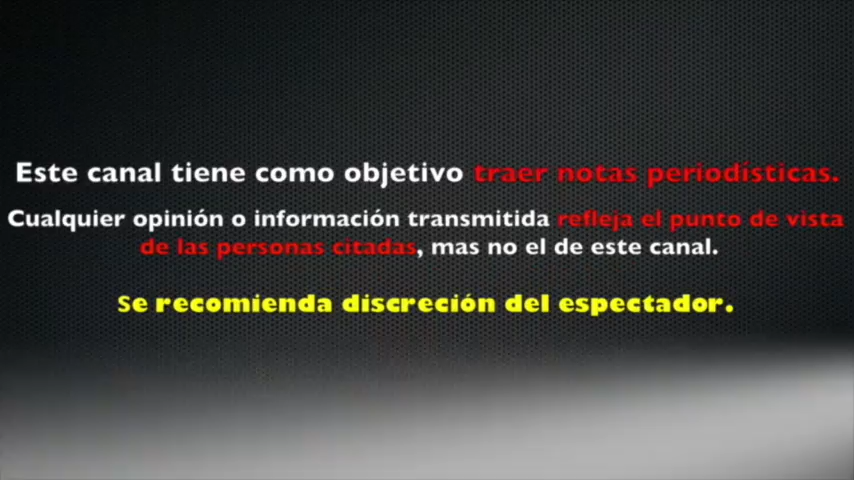 Este canal tiene como objetivo traer notas periodísticas.
Cualquier opinión o información transmitida refleja el punto de vista
de las personas citadas, mas no el de este canal.
Se recomienda discreción del espectador.